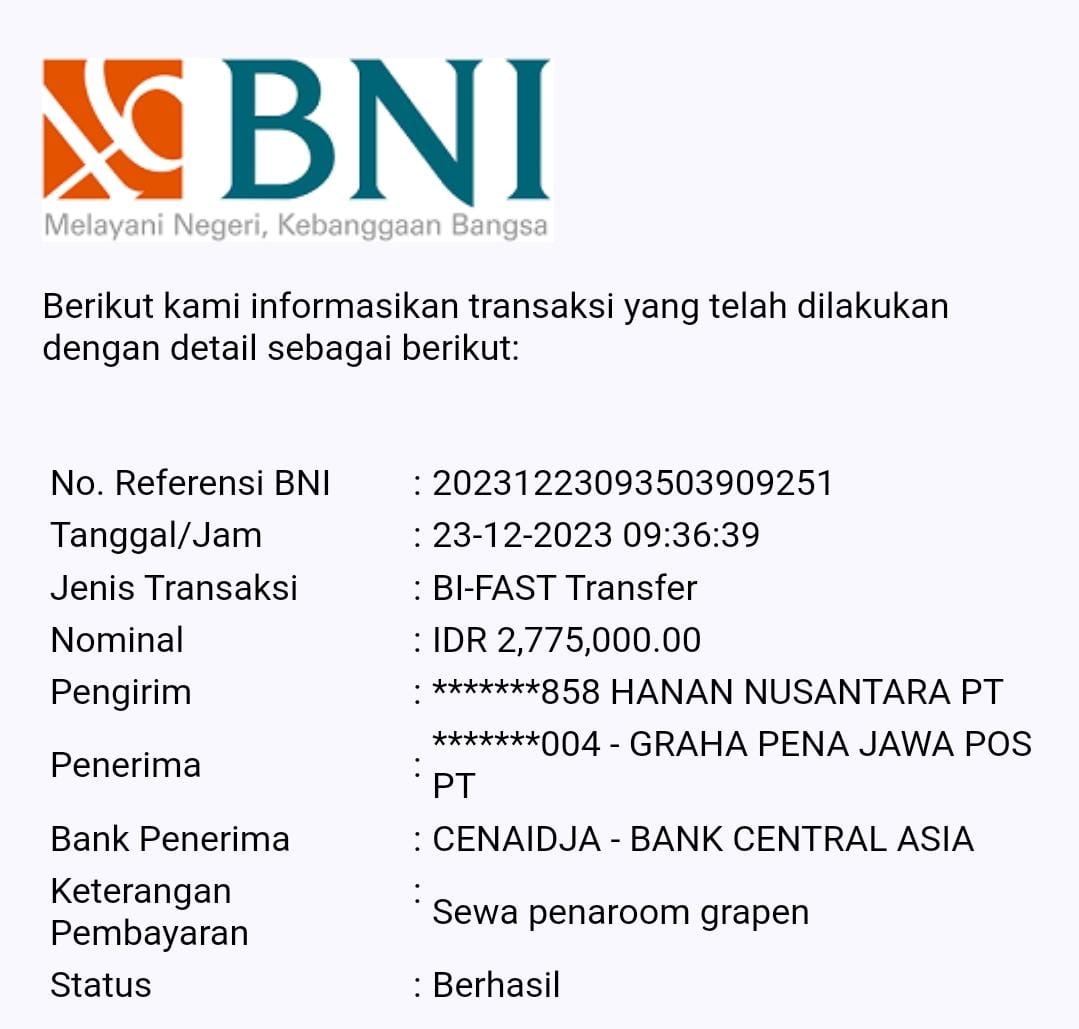 BNI
Melayani Negeri, Kebanggaan Bangsa
Berikut kami informasikan transaksi yang telah dilakukan
dengan detail sebagai berikut:
No. Referensi BNI : 20231223093503909251
Tanggal/Jam : 23-12-2023 09:36:39
Jenis Transaksi : BI-FAST Transfer
Nominal : IDR 2,775,000.00
Pengirim : *******858 HANAN NUSANTARA PT
Penerima : *******004 - GRAHA PENA JAWA POS
PT
Bank Penerima : CENAIDJA - BANK CENTRAL ASIA
Keterangan
Pembayaran : Sewa penaroom grapen
Status : Berhasil